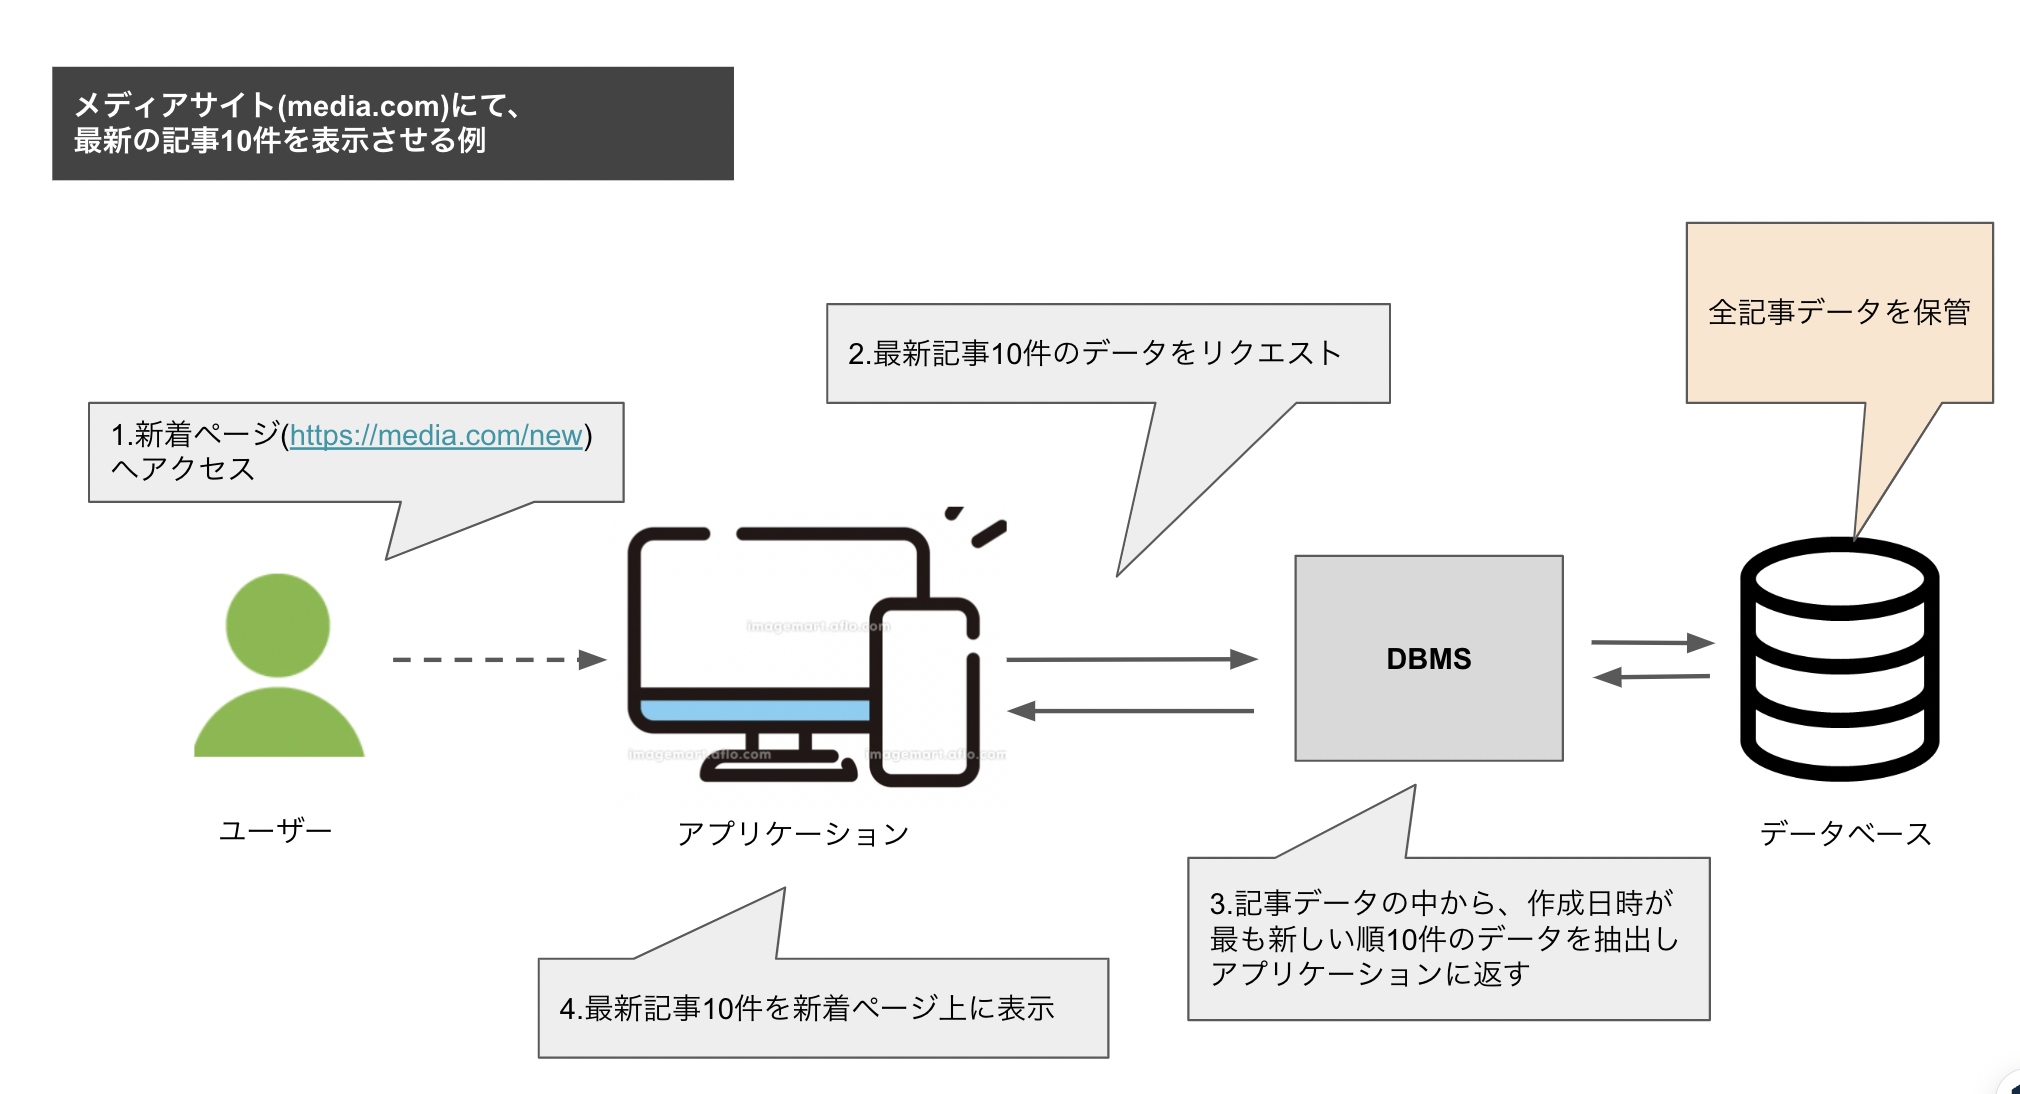 メディアサイト(media.com)にて、
最新の記事10件を表示させる例
全記事データを保管
2.最新記事10件のデータをリクエスト
1.新着ページ(https://media.com/new)
へアクセス
imagemart.aflo.com
DBMS
imagemart.aflo.com
imagemart.aflo.com
ユーザー
アプリケーション
データベース
3.記事データの中から、作成日時が
最も新しい順10件のデータを抽出し
アプリケーションに返す
4.最新記事10件を新着ページ上に表示